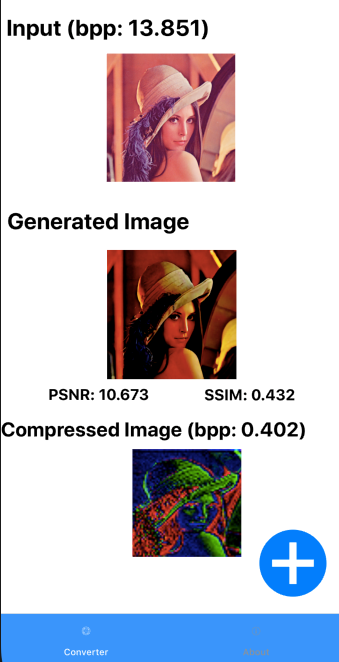 Input (bpp: 13.851)
Generated Image
PSNR: 10.673 SSIM: 0.432
Compressed Image (bpp: 0.402)
Converter About